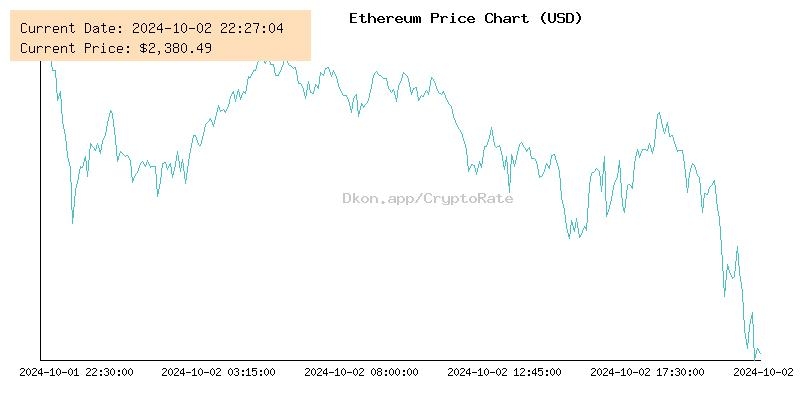 Ethereum Price Chart (USD)
Current Date: 2024-10-02 22:27:04
Current Price: $2,380.49
Dkon.app/CryptoRate
2024-10-01 22:30:00
2024-10-02 03:15:00
2024-10-02 08:00:00
2024-10-02 12:45:00
2024-10-02 17:30:00
2024-10-02